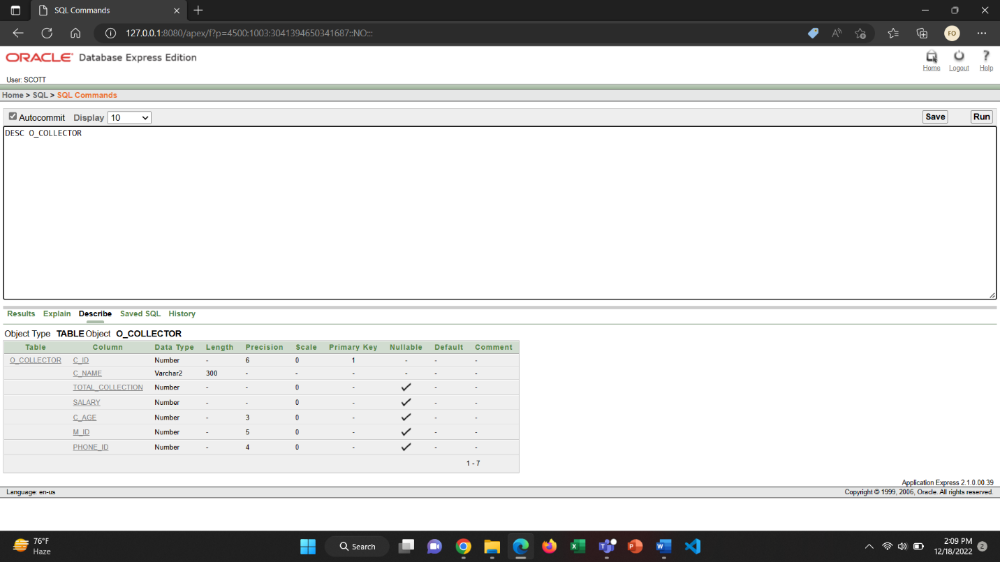 SQL Commands
127.0.0.1:8080/apex/f?p=4500:1003:3041394650341687::NO:::
FO
ORACLE Database Express Edition
Home Logout Help
User: SCOTT
Home > SQL > SQL Commands
Autocommit Display 10 Save Run
DESC O_COLLECTOR
Results Explain Describe Saved SQL History
Object Type TABLE Object O_COLLECTOR
Table Column Data Type Length Precision Scale Primary Key Nullable Default Comment
O_COLLECTOR C_ID Number - 6 0 1 - - -
C_NAME Varchar2 300 - - - - - -
TOTAL_COLLECTION Number - - 0 - - -
SALARY Number - - 0 - - -
C_AGE Number - 3 0 - - -
M_ID Number - 5 0 - - -
PHONE_ID Number - 4 0 - - -
1 - 7
Application Express 2.1.0.00.39
Language: en-us Copyright © 1999, 2006, Oracle. All rights reserved.
76°F
Haze
Search
2:09 PM
12/18/2022
2